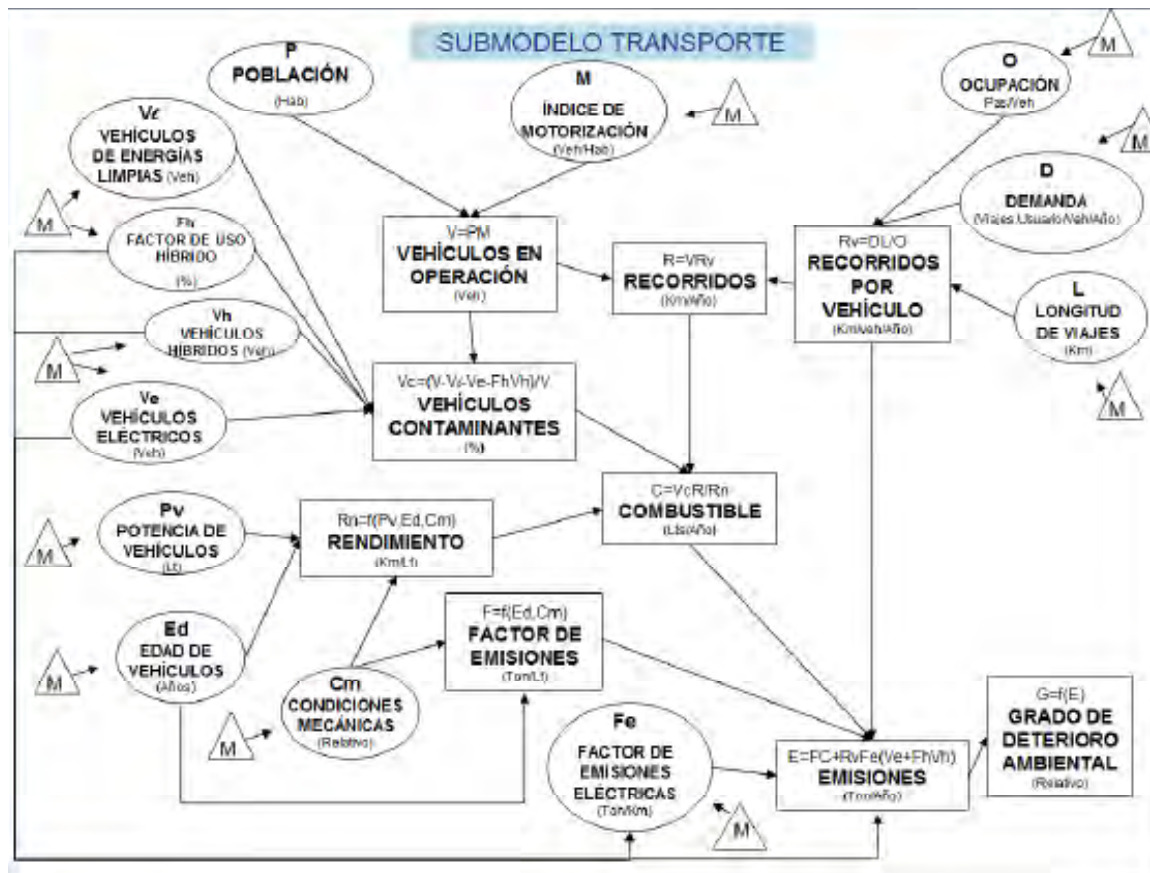 SUBMODELO TRANSPORTE
P
POBLACIÓN
(Hab)
M
ÍNDICE DE
MOTORIZACIÓN
(Veh/Hab)
M
M
O
OCUPACIÓN
Pas/Veh
M
D
DEMANDA
(Viajes.Usuario/Veh/Año)
VEHÍCULOS
DE ENERGÍAS
LIMPIAS (Veh)
M
Fh
FACTOR DE USO
HÍBRIDO
(%)
V=PM
VEHÍCULOS EN
OPERACIÓN
(Veh)
R=VRv
RECORRIDOS
(Km/Año)
Rv=DL/O
RECORRIDOS
POR
VEHÍCULO
(Km/Veh/Año)
L
LONGITUD
DE VIAJES
(Km)
M
Vh
VEHÍCULOS
HÍBRIDOS (Veh)
M
Ve
VEHÍCULOS
ELÉCTRICOS
(Veh)
VEHÍCULOS
CONTAMINANTES
(%)
Pv
POTENCIA DE
VEHÍCULOS
(Lt)
M
Rn=f(Pv,Ed,Cm)
RENDIMIENTO
(Km/Lt)
C=VcR/Rn
COMBUSTIBLE
(Lts/Año)
Ed
EDAD DE
VEHÍCULOS
(Años)
M
F=f(Ed,Cm)
FACTOR DE
EMISIONES
(Ton/Lt)
Cm
CONDICIONES
MECÁNICAS
(Relativo)
M
Fe
FACTOR DE
EMISIONES
ELÉCTRICAS
(Ton/Km)
M
E=FC+RvFe(Ve+FhVh)
EMISIONES
(Ton/Año)
G=f(E)
GRADO DE
DETERIORO
AMBIENTAL
(Relativo)